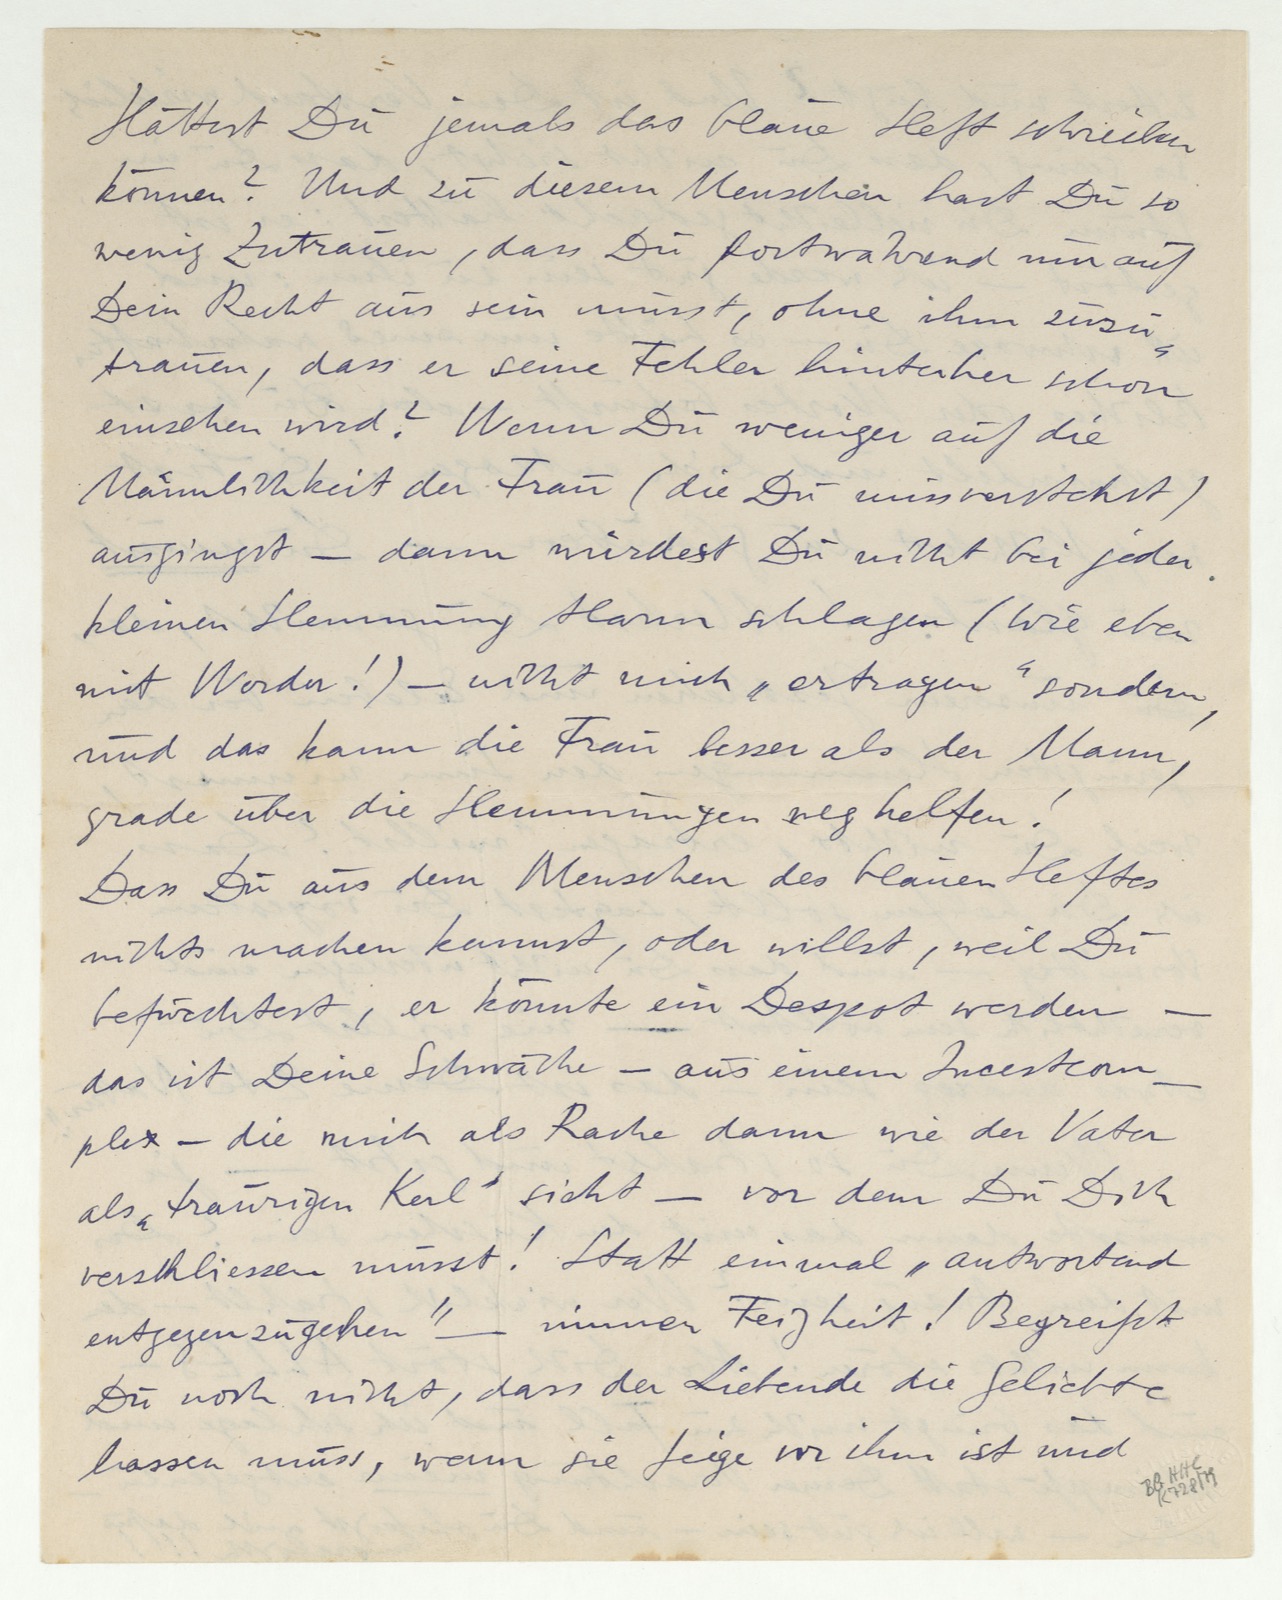 Hättest Du jemals das blaue Heft schreiben
können? Und zu diesem Menschen hast Du so
wenig Zutrauen, dass Du fortwährend nur auf
Dein Recht aus sein musst, ohne ihm zuzu„
trauen, dass er seine Fehler hinterher schon
einsehen wird? Wenn Du weniger auf die
Männlichkeit der Frau (die Du missverstehst)
ausgingst – dann würdest Du nicht bei jeder
kleinen Hemmung Alarm schlagen (wie eben
mit Worder!) – nicht mich „ertragen" sondern,
und das kann die Frau besser als der Mann,
grade über die Hemmungen weg helfen!
Dass Du aus dem Menschen des blauen Heftes
nichts machen kannst, oder willst, weil Du
befürchtest, er könnte ein Despot werden –
das ist Deine Schwäche – aus einem Incestcom_
plex – die mich als Rache dann wie der Vater
als „traurigen Kerl" sieht – vor dem Du Dich
verschliessen musst! Statt einmal „antwortend
entgegenzugehen" – immer Feigheit! Begreifst
Du noch nicht, dass der Liebende die Geliebte
hassen muss, wenn sie feige vor ihm ist und
BG HHC
K728/79